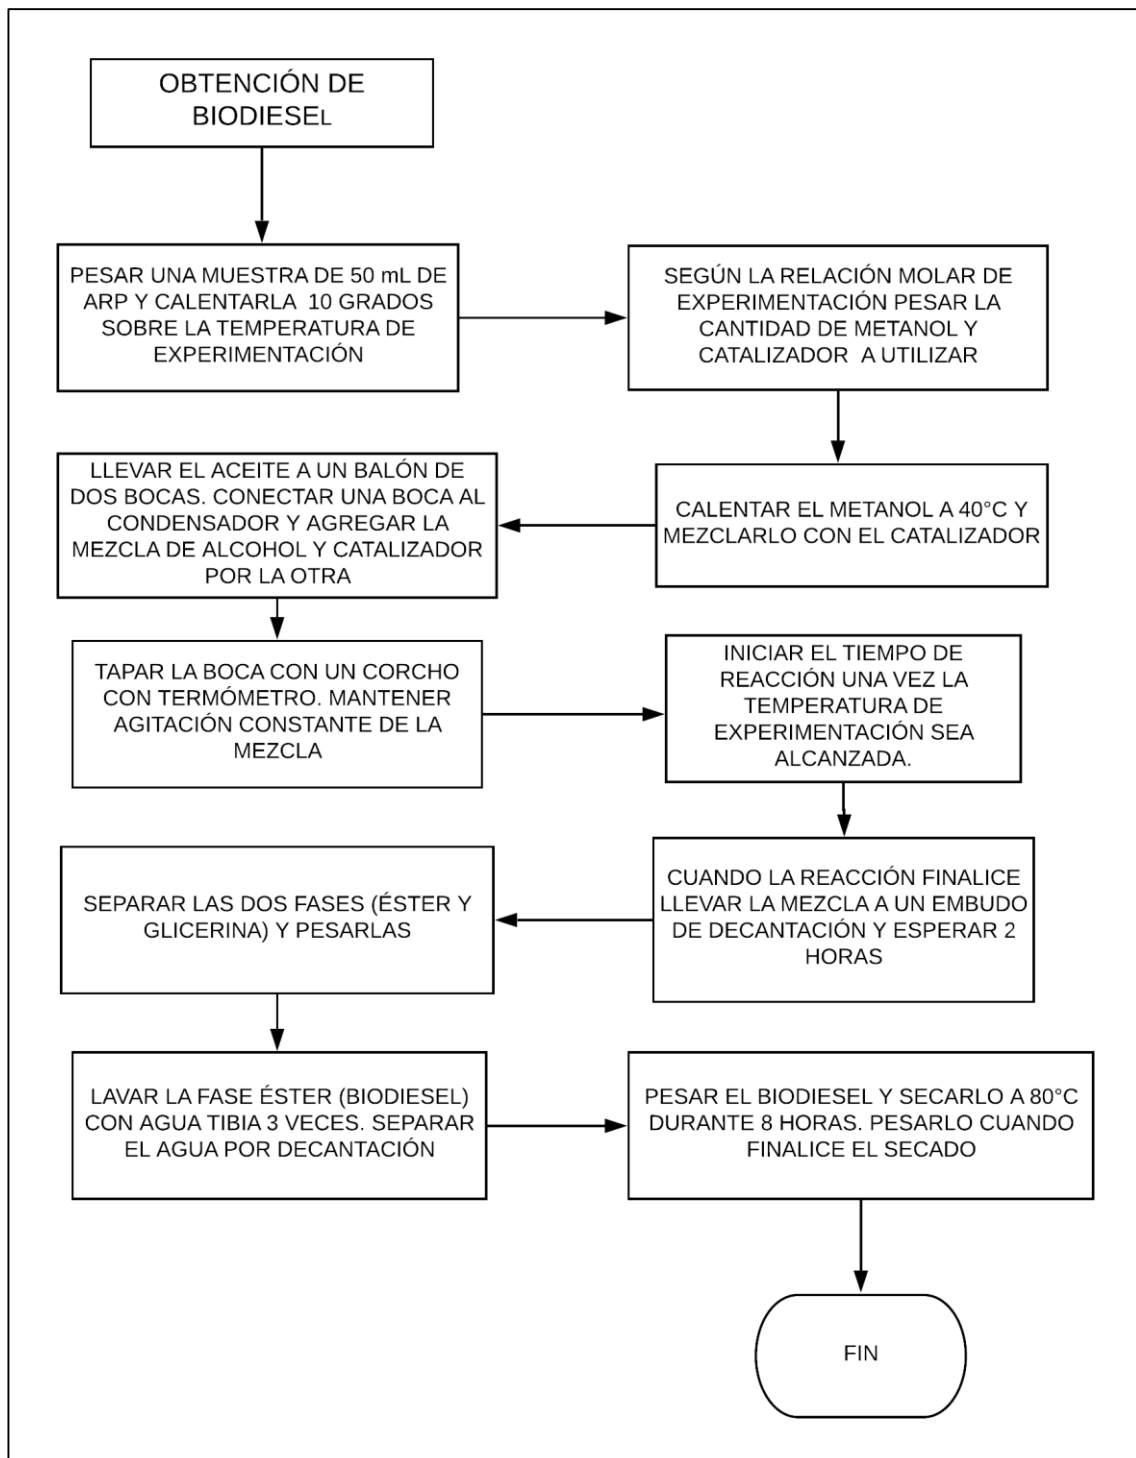 OBTENCIÓN DE
BIODIESEL
PESAR UNA MUESTRA DE 50 mL DE
ARP Y CALENTARLA 10 GRADOS
SOBRE LA TEMPERATURA DE
EXPERIMENTACIÓN
SEGÚN LA RELACIÓN MOLAR DE
EXPERIMENTACIÓN PESAR LA
CANTIDAD DE METANOL Y
CATALIZADOR A UTILIZAR
CALENTAR EL METANOL A 40°C Y
MEZCLARLO CON EL CATALIZADOR
LLEVAR EL ACEITE A UN BALÓN DE
DOS BOCAS. CONECTAR UNA BOCA AL
CONDENSADOR Y AGREGAR LA
MEZCLA DE ALCOHOL Y CATALIZADOR
POR LA OTRA
TAPAR LA BOCA CON UN CORCHO
CON TERMÓMETRO. MANTENER
AGITACIÓN CONSTANTE DE LA
MEZCLA
INICIAR EL TIEMPO DE
REACCIÓN UNA VEZ LA
TEMPERATURA DE
EXPERIMENTACIÓN SEA
ALCANZADA.
CUANDO LA REACCIÓN FINALICE
LLEVAR LA MEZCLA A UN EMBUDO
DE DECANTACIÓN Y ESPERAR 2
HORAS
SEPARAR LAS DOS FASES (ÉSTER Y
GLICERINA) Y PESARLAS
LAVAR LA FASE ÉSTER (BIODIESEL)
CON AGUA TIBIA 3 VECES. SEPARAR
EL AGUA POR DECANTACIÓN
PESAR EL BIODIESEL Y SECARLO A 80°C
DURANTE 8 HORAS. PESARLO CUANDO
FINALICE EL SECADO
FIN